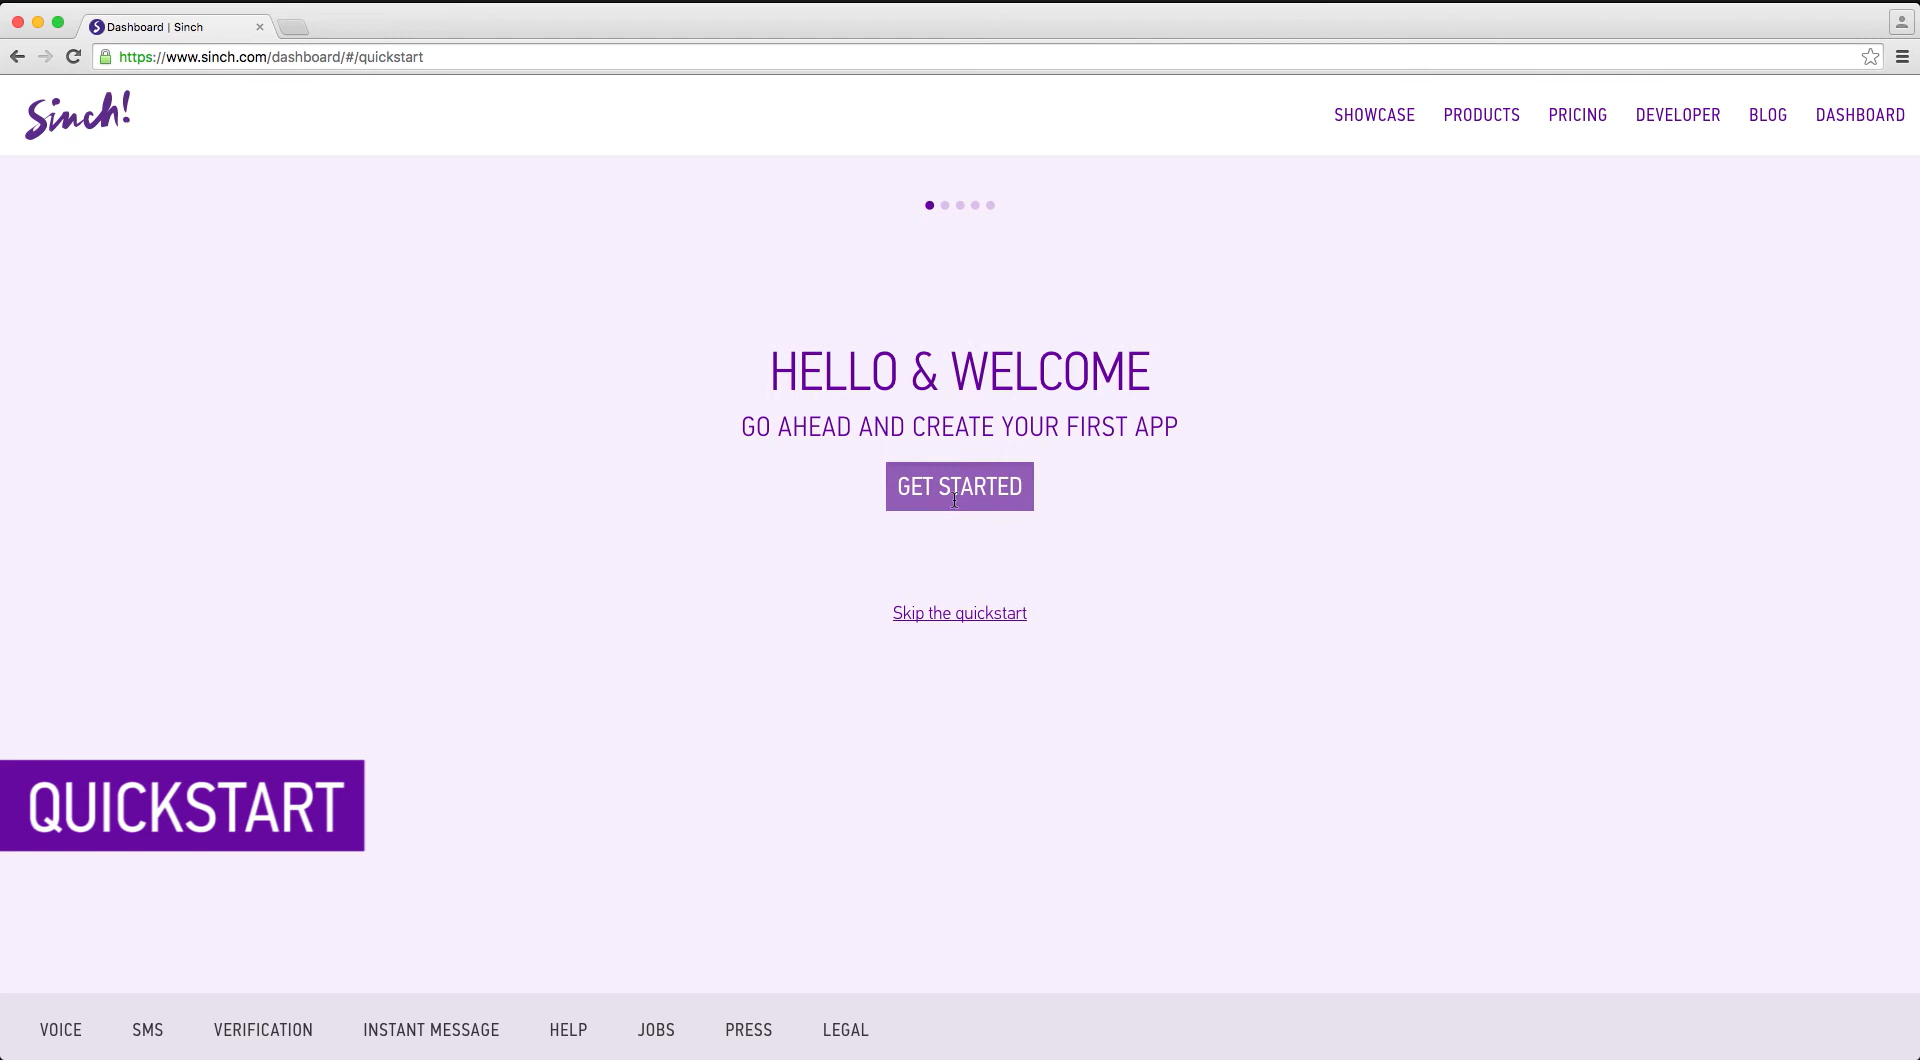 Dashboard | Sinch
https://www.sinch.com/dashboard/#/quickstart
Sinch!
SHOWCASE PRODUCTS PRICING DEVELOPER BLOG DASHBOARD
HELLO & WELCOME
GO AHEAD AND CREATE YOUR FIRST APP
GET STARTED
Skip the quickstart
QUICKSTART
VOICE SMS VERIFICATION INSTANT MESSAGE HELP JOBS PRESS LEGAL